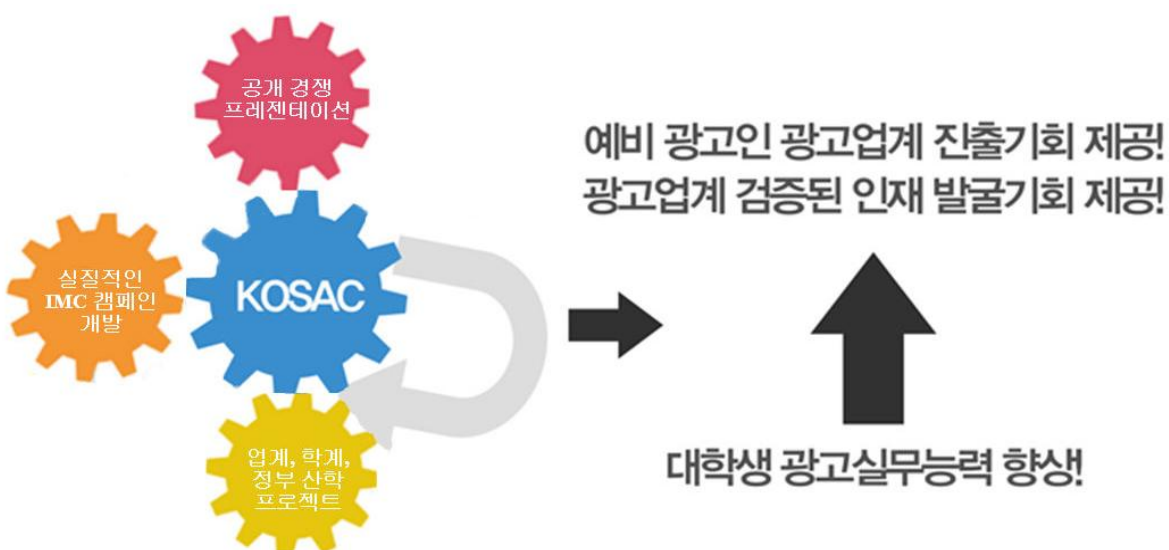 공개 경쟁
프레젠테이션
실질적인
IMC 캠페인
개발
KOSAC
업계, 학계,
정부 산학
프로젝트
예비 광고인 광고업계 진출기회 제공!
광고업계 검증된 인재 발굴기회 제공!
대학생 광고실무능력 향상!